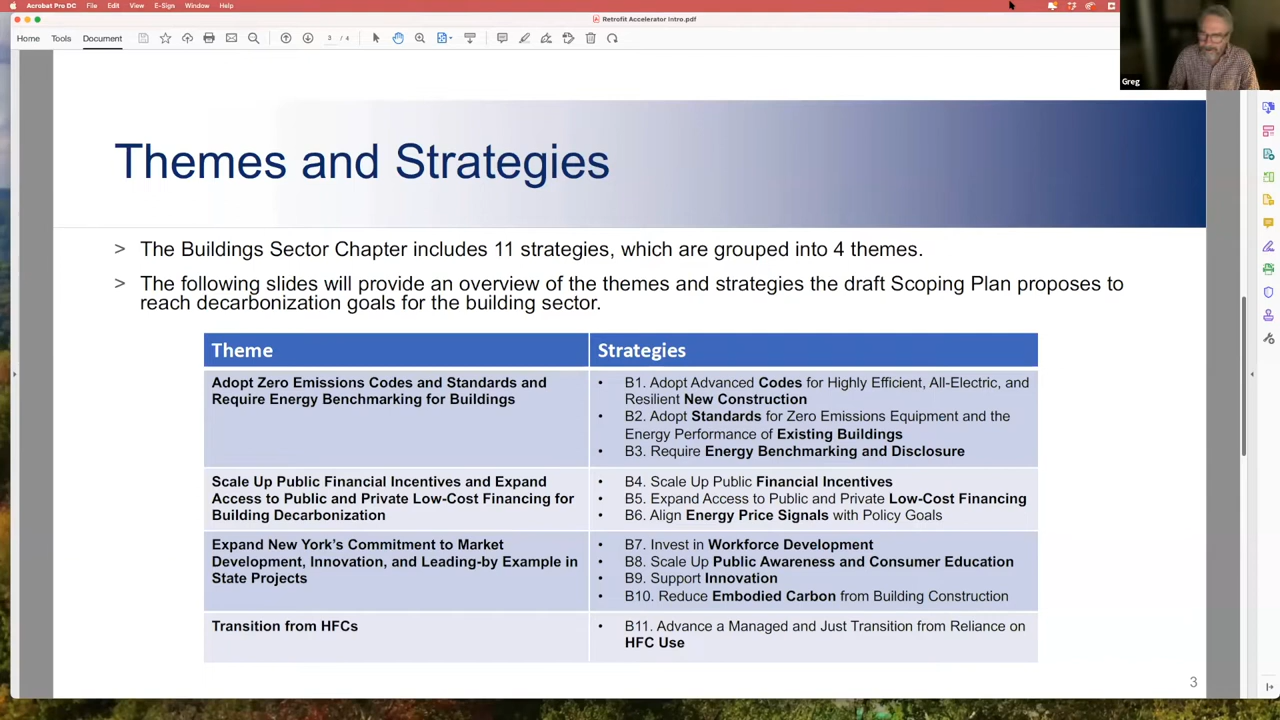 Acrobat Pro DC File Edit View E-Sign Window Help
Retrofit Accelerator Intro.pdf
Home Tools Document 3 / 4
Greg
Themes and Strategies
> The Buildings Sector Chapter includes 11 strategies, which are grouped into 4 themes.
> The following slides will provide an overview of the themes and strategies the draft Scoping Plan proposes to
reach decarbonization goals for the building sector.
Theme
Strategies
Adopt Zero Emissions Codes and Standards and
Require Energy Benchmarking for Buildings
• B1. Adopt Advanced Codes for Highly Efficient, All-Electric, and
Resilient New Construction
• B2. Adopt Standards for Zero Emissions Equipment and the
Energy Performance of Existing Buildings
• B3. Require Energy Benchmarking and Disclosure
Scale Up Public Financial Incentives and Expand
Access to Public and Private Low-Cost Financing for
Building Decarbonization
• B4. Scale Up Public Financial Incentives
• B5. Expand Access to Public and Private Low-Cost Financing
• B6. Align Energy Price Signals with Policy Goals
Expand New York's Commitment to Market
Development, Innovation, and Leading-by Example in
State Projects
• B7. Invest in Workforce Development
• B8. Scale Up Public Awareness and Consumer Education
• B9. Support Innovation
• B10. Reduce Embodied Carbon from Building Construction
Transition from HFCs
• B11. Advance a Managed and Just Transition from Reliance on
HFC Use
3